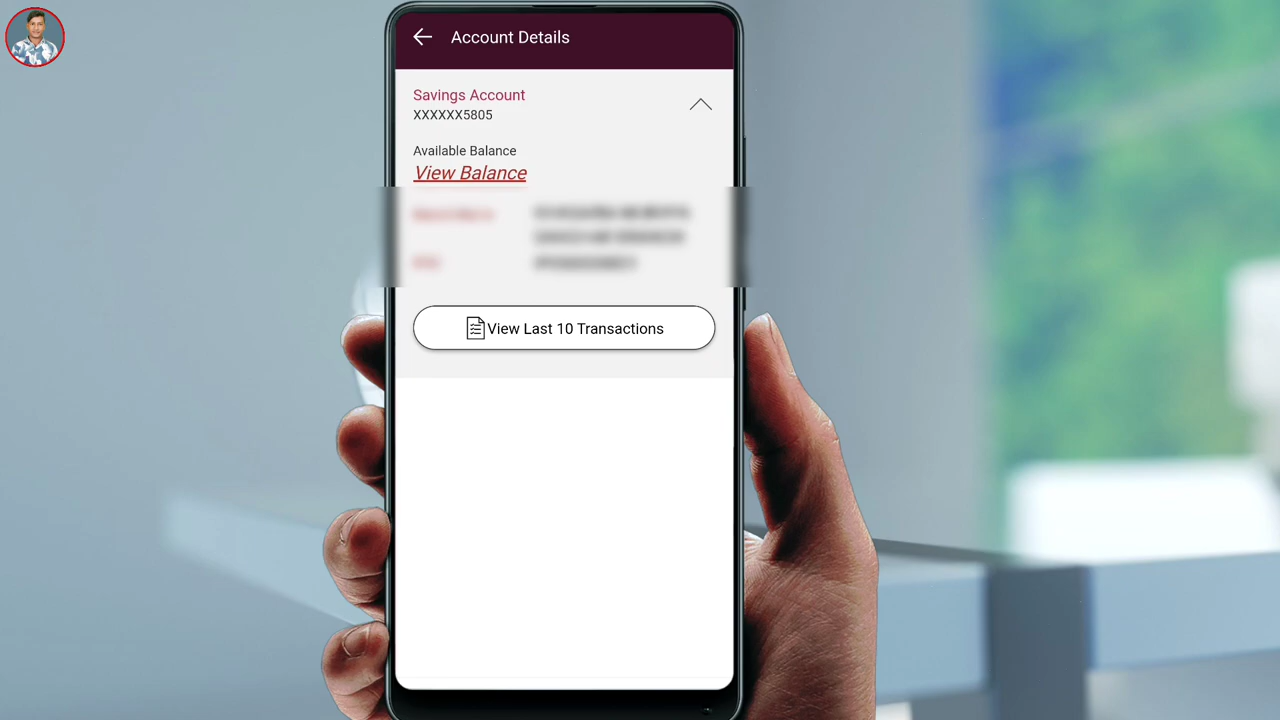 Account Details
Savings Account
XXXXXX5805
Available Balance
View Balance
View Last 10 Transactions